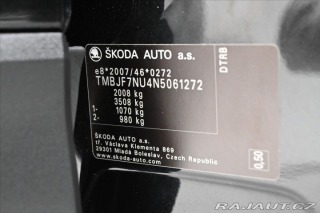 ŠKODA AUTO a.s.
DTRB
e8*2007/46*0272
TMBJF7NU4N5061272
2008 kg
3508 kg
1- 1070 kg
2- 980 kg
ŠKODA AUTO a.s.
tř. Václava Klementa 869
29301 Mladá Boleslav, Czech Republic
www.skoda-auto.com
0,50
RAJAUT.CZ